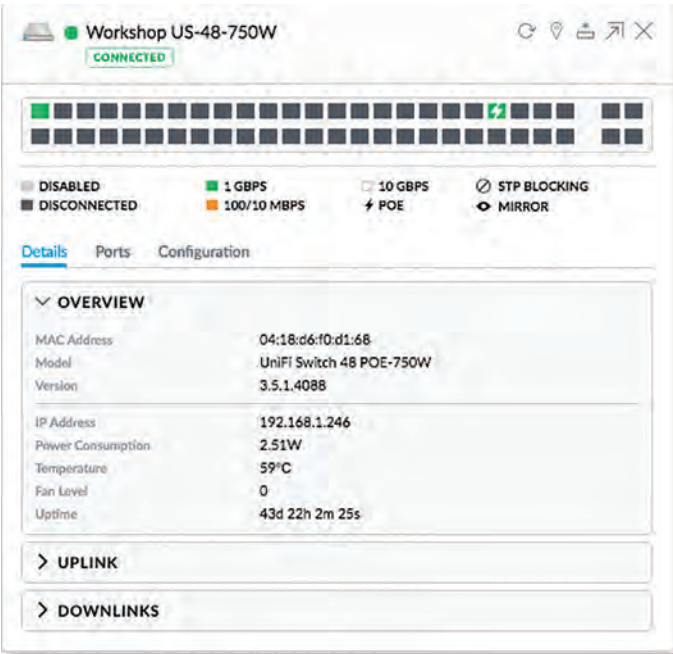 Workshop US-48-750W
CONNECTED
DISABLED 1 GBPS 10 GBPS STP BLOCKING
DISCONNECTED 100/10 MBPS POE MIRROR
Details Ports Configuration
OVERVIEW
MAC Address 04:18:d6:f0:d1:68
Model UniFi Switch 48 POE-750W
Version 3.5.1.4088
IP Address 192.168.1.246
Power Consumption 2.51W
Temperature 59°C
Fan Level 0
Uptime 43d 22h 2m 25s
UPLINK
DOWNLINKS